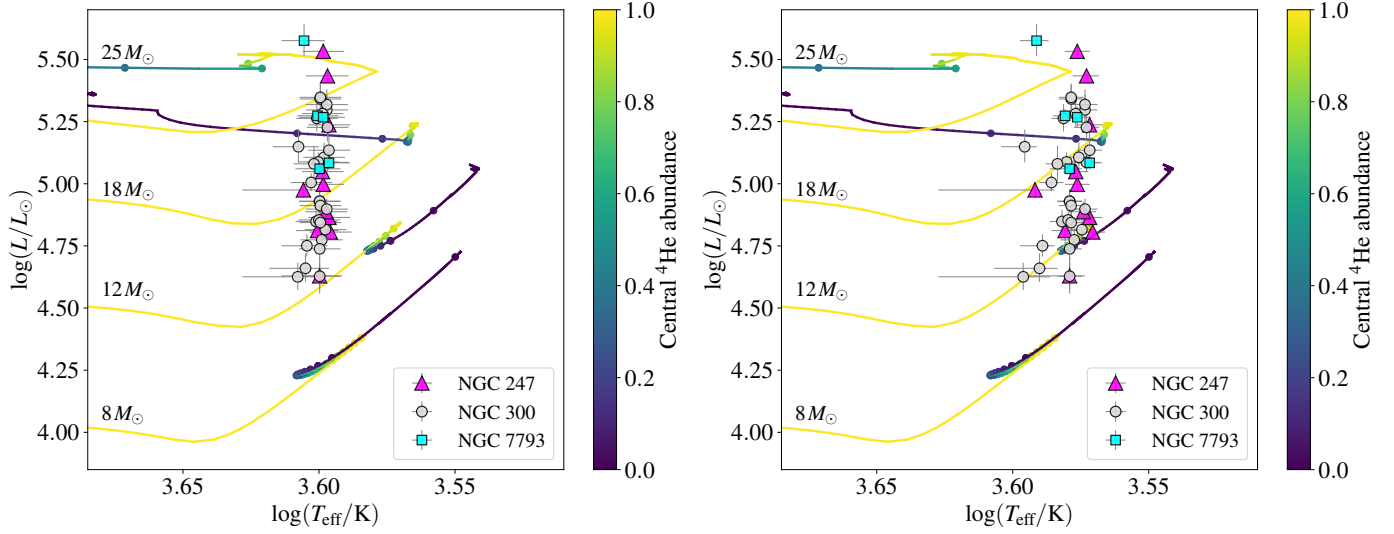 25 M⊙
18 M⊙
12 M⊙
8 M⊙
5.50
5.25
5.00
4.75
4.50
4.25
4.00
log(L/L⊙)
3.65
3.60
3.55
log(Teff/K)
NGC 247
NGC 300
NGC 7793
1.0
0.8
0.6
0.4
0.2
0.0
Central ⁴He abundance
25 M⊙
18 M⊙
12 M⊙
8 M⊙
5.50
5.25
5.00
4.75
4.50
4.25
4.00
log(L/L⊙)
3.65
3.60
3.55
log(Teff/K)
NGC 247
NGC 300
NGC 7793
1.0
0.8
0.6
0.4
0.2
0.0
Central ⁴He abundance